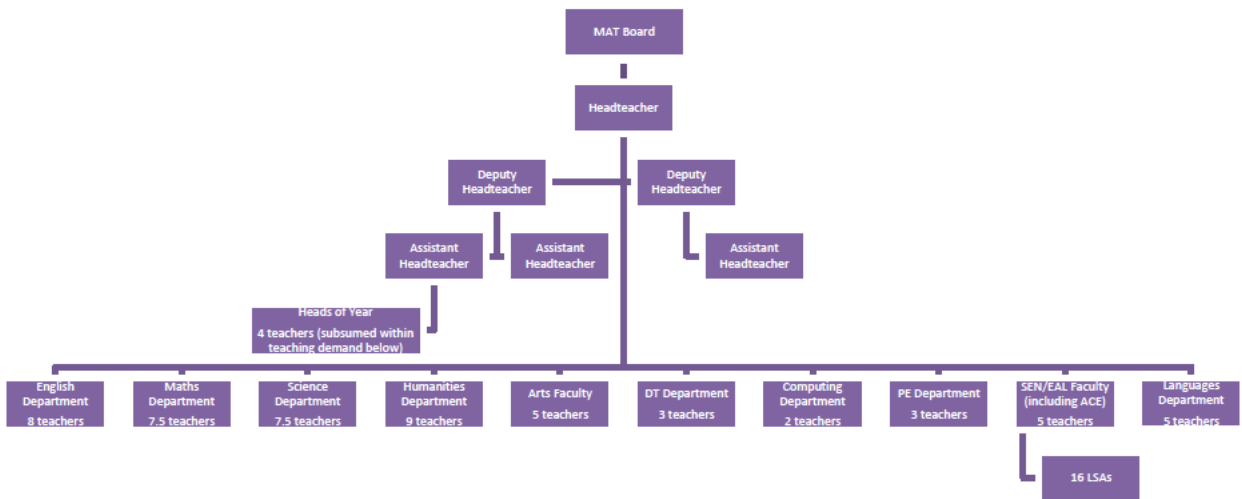 MAT Board
Headteacher
Deputy
Headteacher
Deputy
Headteacher
Assistant
Headteacher
Assistant
Headteacher
Assistant
Headteacher
Heads of Year
4 teachers (subsumed within
teaching demand below)
English
Department
8 teachers
Maths
Department
7.5 teachers
Science
Department
7.5 teachers
Humanities
Department
9 teachers
Arts Faculty
5 teachers
DT Department
3 teachers
Computing
Department
2 teachers
PE Department
3 teachers
SEN/EAL Faculty
(including ACE)
5 teachers
Languages
Department
5 teachers
16 LSAs